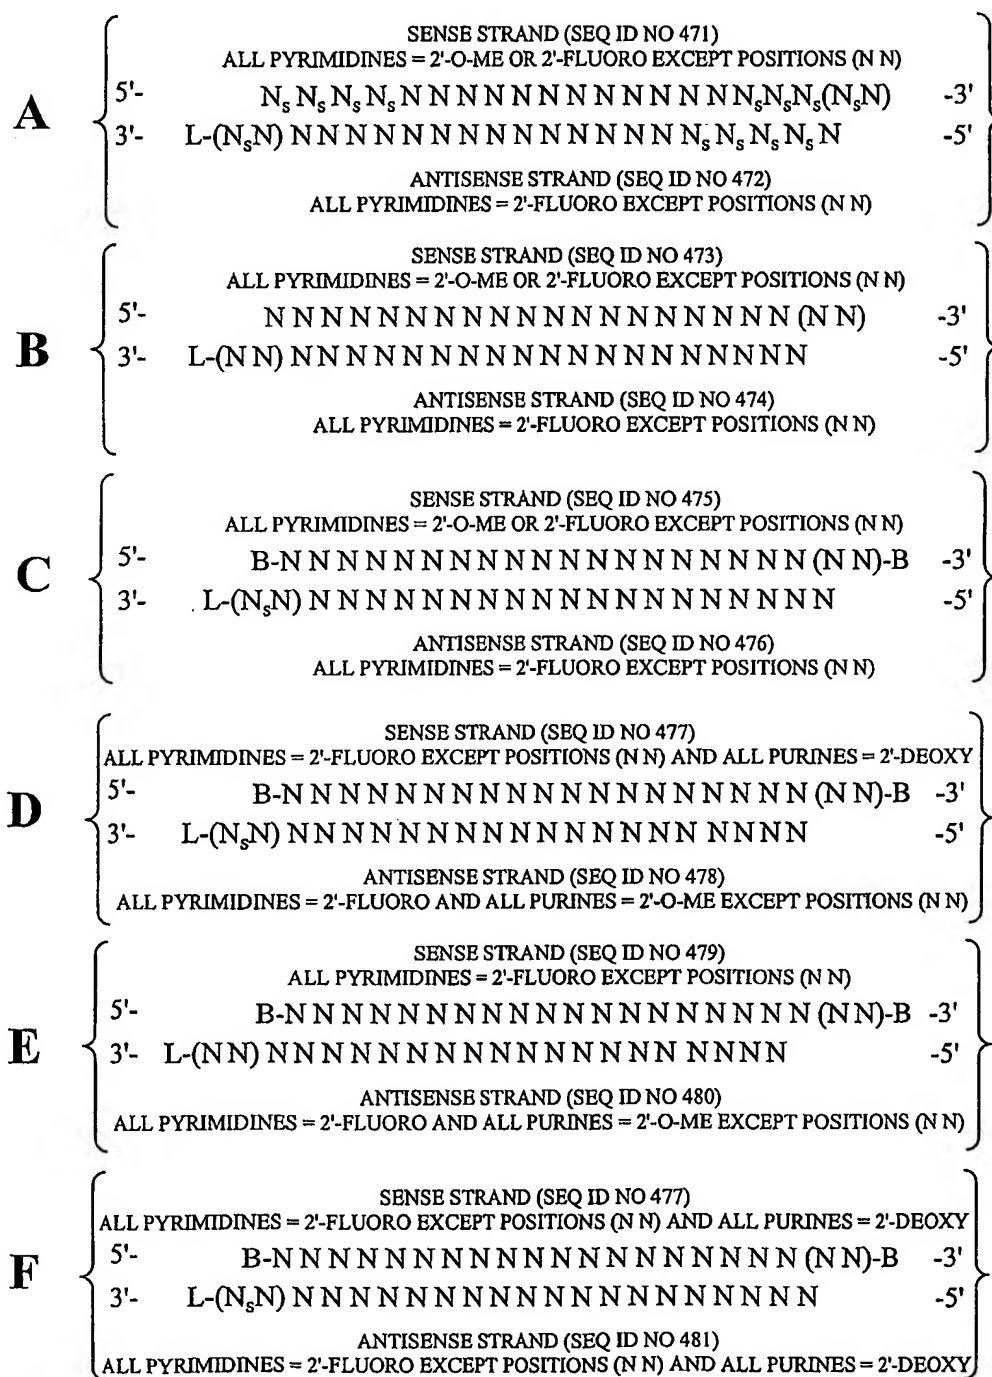 SENSE STRAND (SEQ ID NO 471)
ALL PYRIMIDINES = 2'-O-ME OR 2'-FLUORO EXCEPT POSITIONS (N N)
A
5'- NₛNₛNₛNₛN N N N N N N N N N N N NₛNₛNₛ(NₛN) -3'
3'- L-(NₛN) N N N N N N N N N N N N N N NₛNₛNₛNₛN -5'
ANTISENSE STRAND (SEQ ID NO 472)
ALL PYRIMIDINES = 2'-FLUORO EXCEPT POSITIONS (N N)
SENSE STRAND (SEQ ID NO 473)
ALL PYRIMIDINES = 2'-O-ME OR 2'-FLUORO EXCEPT POSITIONS (N N)
B
5'- N N N N N N N N N N N N N N N N N N N (N N) -3'
3'- L-(N N) N N N N N N N N N N N N N N N N N N N -5'
ANTISENSE STRAND (SEQ ID NO 474)
ALL PYRIMIDINES = 2'-FLUORO EXCEPT POSITIONS (N N)
SENSE STRAND (SEQ ID NO 475)
ALL PYRIMIDINES = 2'-O-ME OR 2'-FLUORO EXCEPT POSITIONS (N N)
C
5'- B-N N N N N N N N N N N N N N N N N N N (N N)-B -3'
3'- L-(NₛN) N N N N N N N N N N N N N N N N N N N -5'
ANTISENSE STRAND (SEQ ID NO 476)
ALL PYRIMIDINES = 2'-FLUORO EXCEPT POSITIONS (N N)
SENSE STRAND (SEQ ID NO 477)
ALL PYRIMIDINES = 2'-FLUORO EXCEPT POSITIONS (N N) AND ALL PURINES = 2'-DEOXY
D
5'- B-N N N N N N N N N N N N N N N N N N N (N N)-B -3'
3'- L-(NₛN) N N N N N N N N N N N N N N N N N N N -5'
ANTISENSE STRAND (SEQ ID NO 478)
ALL PYRIMIDINES = 2'-FLUORO AND ALL PURINES = 2'-O-ME EXCEPT POSITIONS (N N)
SENSE STRAND (SEQ ID NO 479)
ALL PYRIMIDINES = 2'-FLUORO EXCEPT POSITIONS (N N)
E
5'- B-N N N N N N N N N N N N N N N N N N N (N N)-B -3'
3'- L-(N N) N N N N N N N N N N N N N N N N N N N -5'
ANTISENSE STRAND (SEQ ID NO 480)
ALL PYRIMIDINES = 2'-FLUORO AND ALL PURINES = 2'-O-ME EXCEPT POSITIONS (N N)
SENSE STRAND (SEQ ID NO 477)
ALL PYRIMIDINES = 2'-FLUORO EXCEPT POSITIONS (N N) AND ALL PURINES = 2'-DEOXY
F
5'- B-N N N N N N N N N N N N N N N N N N N (N N)-B -3'
3'- L-(NₛN) N N N N N N N N N N N N N N N N N N N -5'
ANTISENSE STRAND (SEQ ID NO 481)
ALL PYRIMIDINES = 2'-FLUORO EXCEPT POSITIONS (N N) AND ALL PURINES = 2'-DEOXY